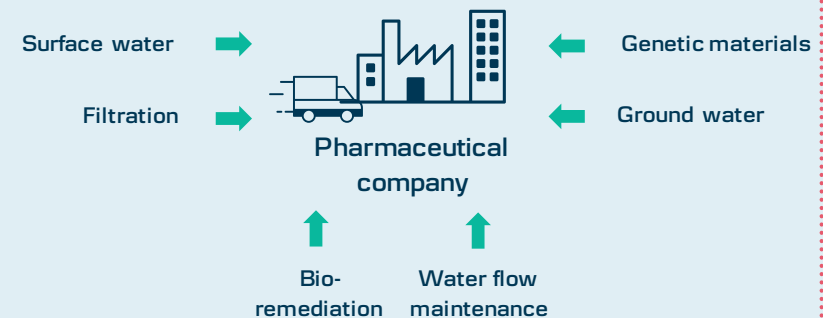 Surface water
Genetic materials
Filtration
Ground water
Pharmaceutical
company
Bio-
remediation
Water flow
maintenance